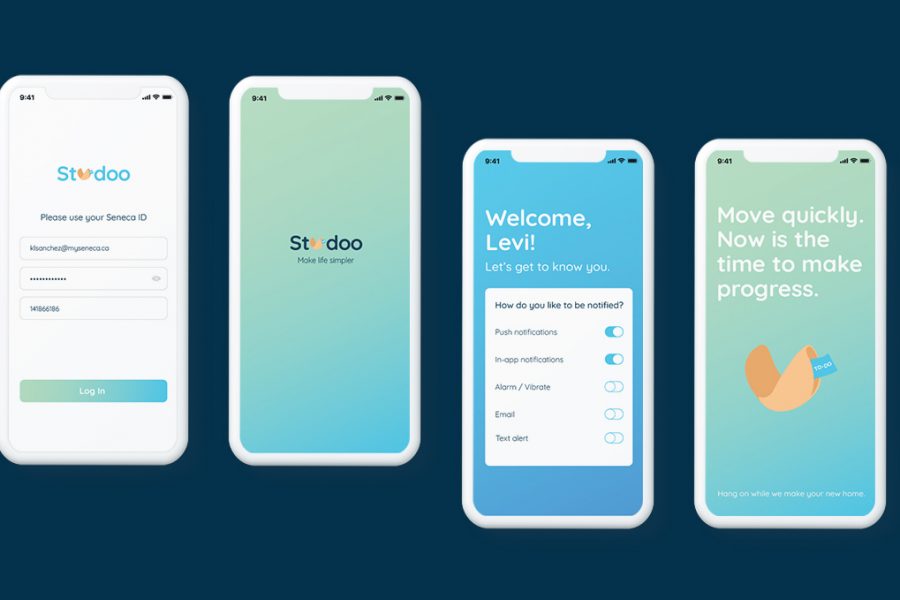 9:41
Studoo
Please use your Seneca ID
klsanchez@myseneca.ca
••••••••••••
141866186
Log In
9:41
Studoo
Make life simpler
9:41
Welcome,
Levi!
Let's get to know you.
How do you like to be notified?
Push notifications
In-app notifications
Alarm / Vibrate
Email
Text alert
9:41
Move quickly.
Now is the
time to make
progress.
TO-DO
Hang on while we make your new home.